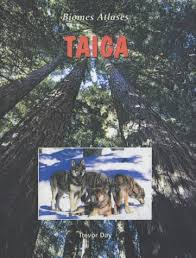 Biomes Atlases
TAIGA
Trevor Day